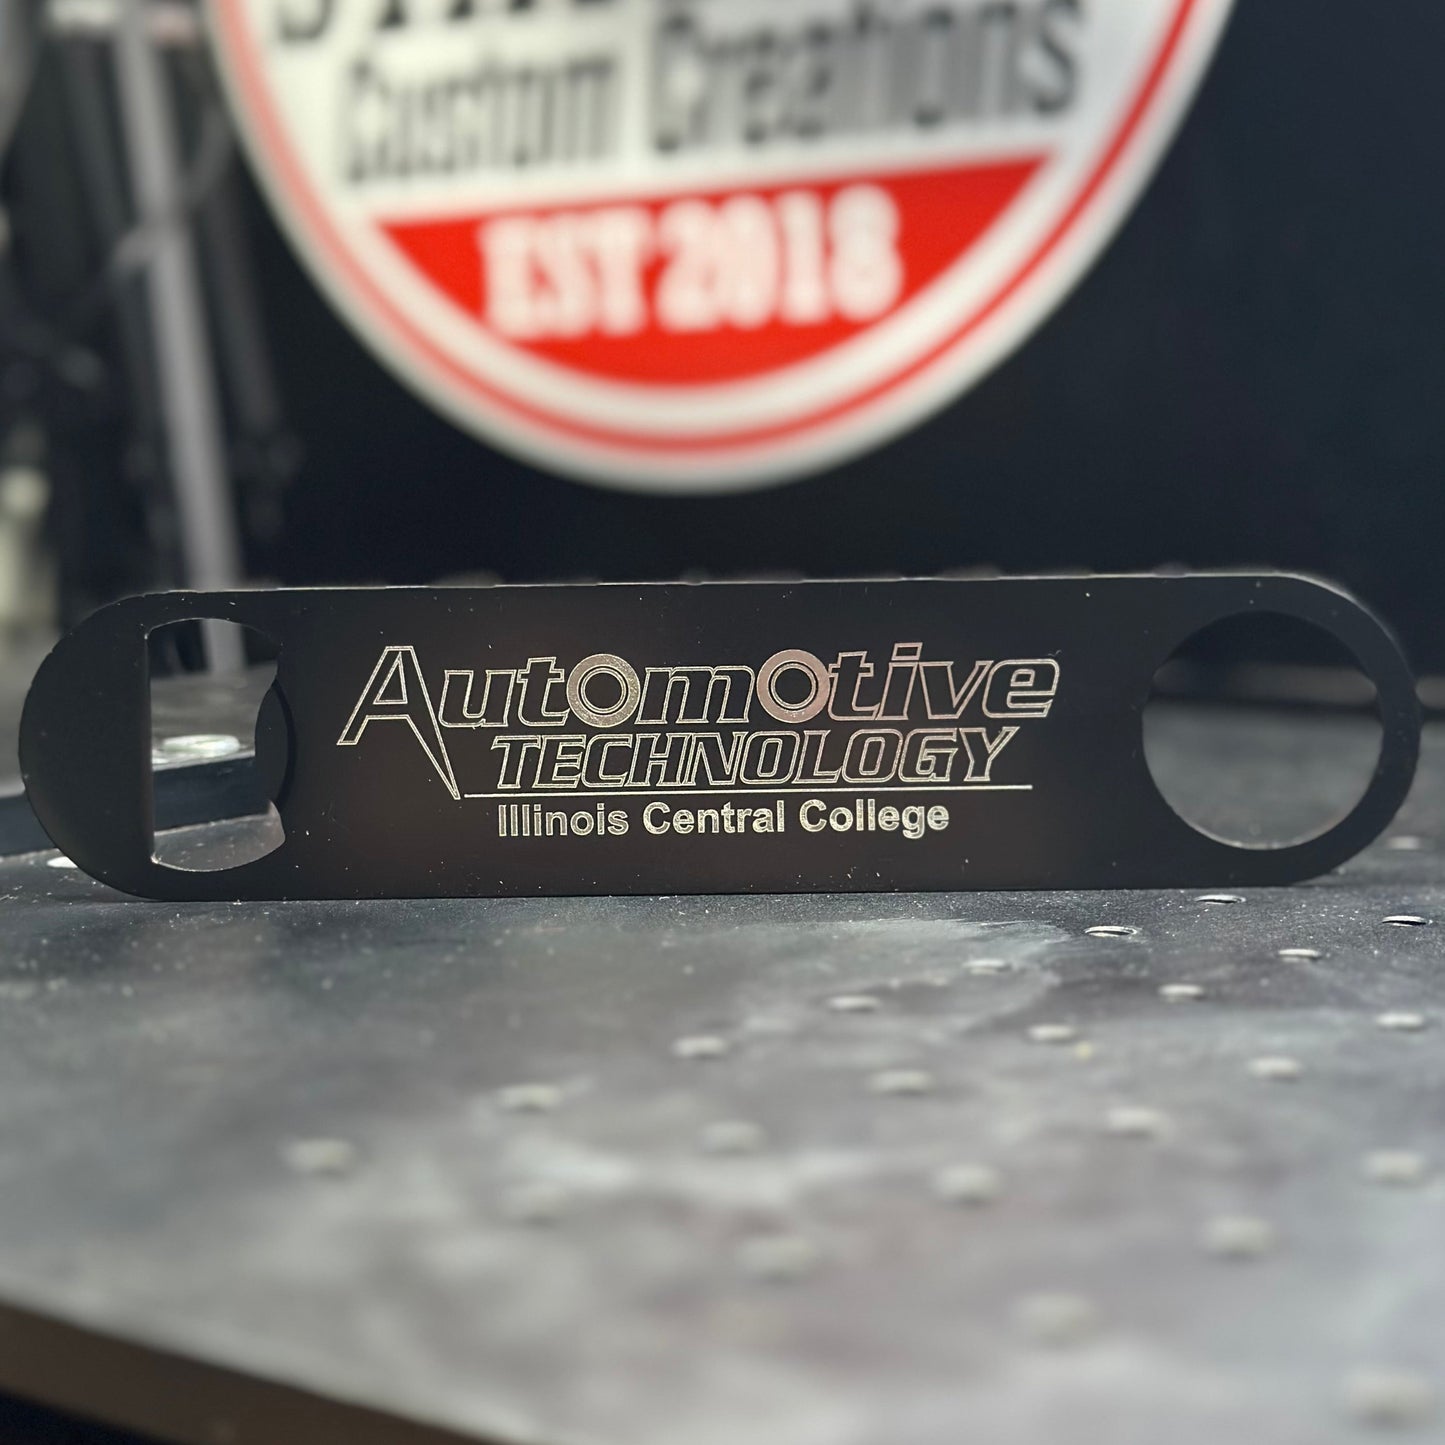 Custom Creations
EST 2018
Automotive
TECHNOLOGY
Illinois Central College